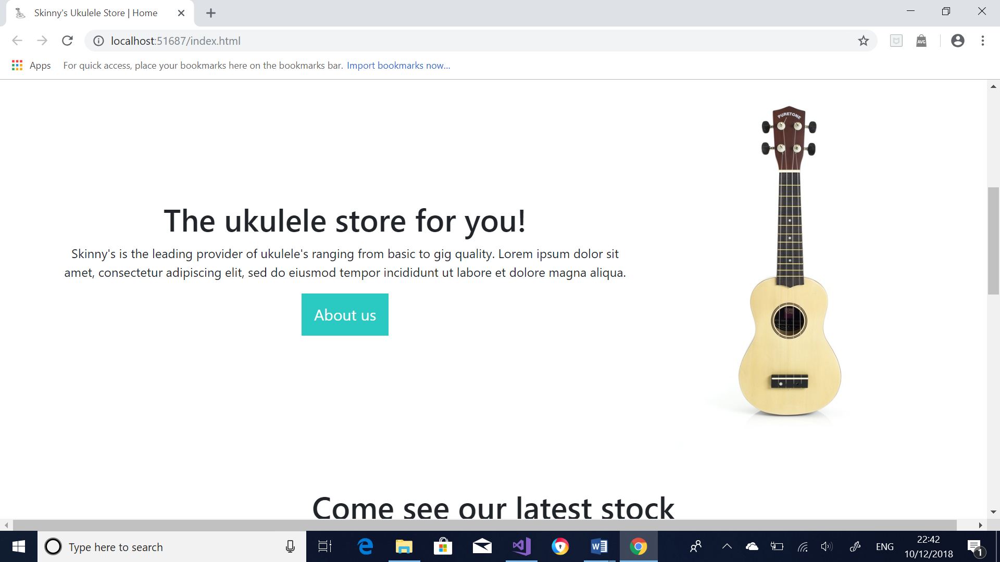 Skinny's Ukulele Store | Home
localhost:51687/index.html
AVG
Apps
For quick access, place your bookmarks here on the bookmarks bar. Import bookmarks now...
PURETONE
The ukulele store for you!
Skinny's is the leading provider of ukulele's ranging from basic to gig quality. Lorem ipsum dolor sit
amet, consectetur adipiscing elit, sed do eiusmod tempor incididunt ut labore et dolore magna aliqua.
About us
Come see our latest stock
Type here to search
ENG
22:42
10/12/2018
1